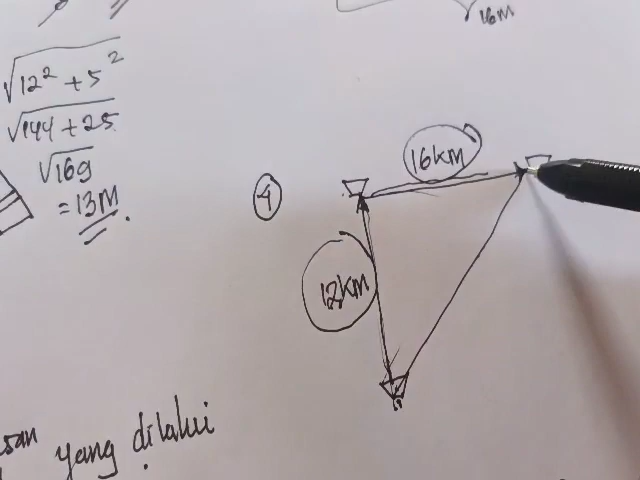 16M
√12² + 5²
√144 + 25
√169
= 13M
4
16KM
12KM
yang dilalui